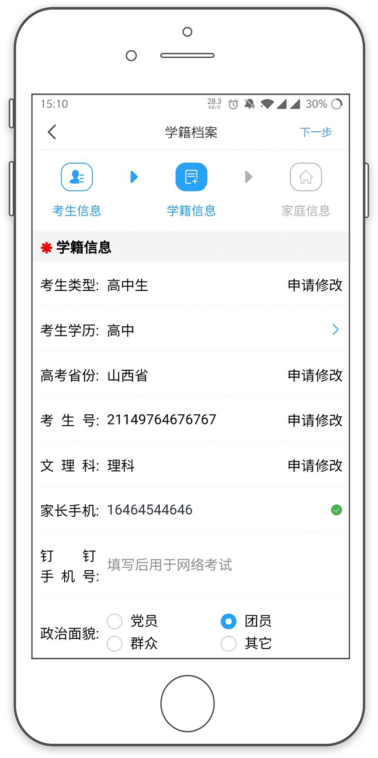 15:10 28.3 KB/S 30%
学籍档案 下一步
考生信息 学籍信息 家庭信息
学籍信息
考生类型: 高中生 申请修改
考生学历: 高中
高考省份: 山西省 申请修改
考 生 号: 21149764676767 申请修改
文 理 科: 理科 申请修改
家长手机: 16464544646
钉 钉
手 机 号: 填写后用于网络考试
政治面貌: 党员 团员
群众 其它